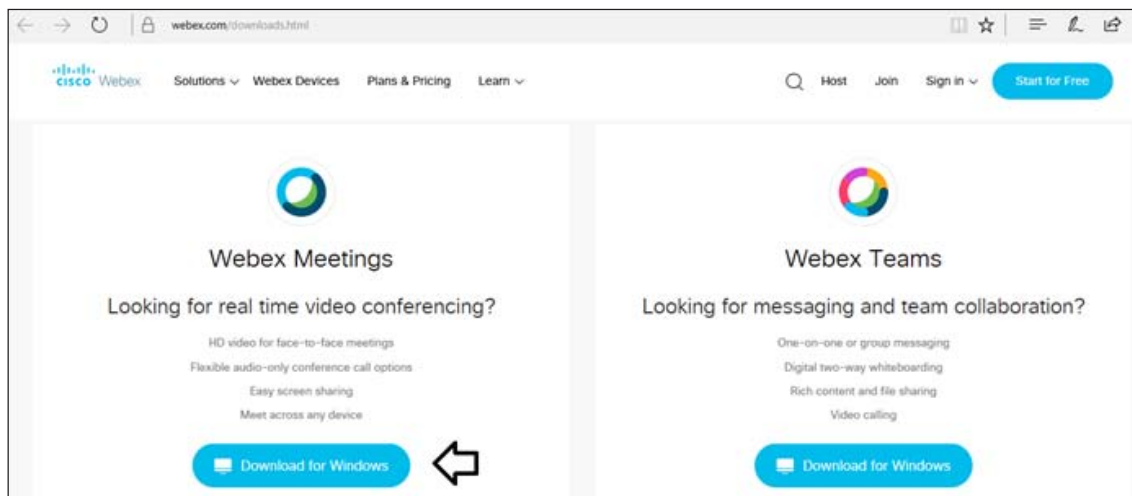 webex.com/downloads.html
CISCO Webex Solutions Webex Devices Plans & Pricing Learn Host Join Sign in Start for Free
Webex Meetings
Looking for real time video conferencing?
HD video for face-to-face meetings
Flexible audio-only conference call options
Easy screen sharing
Meet across any device
Download for Windows
Webex Teams
Looking for messaging and team collaboration?
One-on-one or group messaging
Digital two-way whiteboarding
Rich content and file sharing
Video calling
Download for Windows